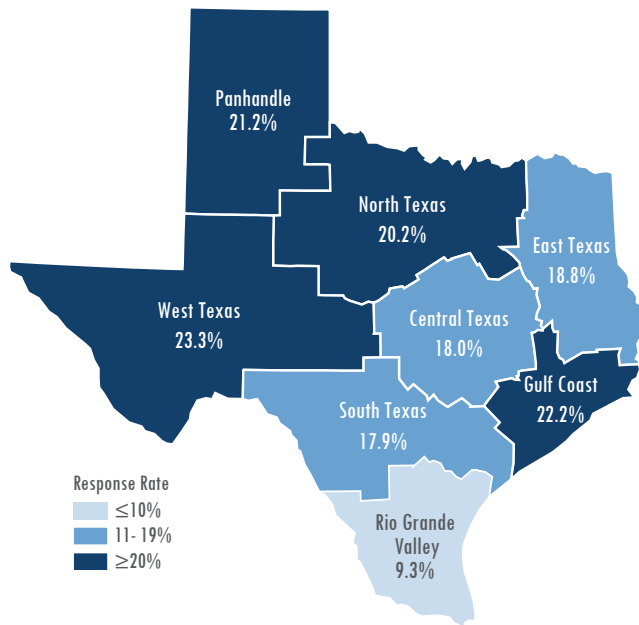 Panhandle
21.2%
North Texas
20.2%
East Texas
18.8%
West Texas
23.3%
Central Texas
18.0%
Gulf Coast
22.2%
South Texas
17.9%
Rio Grande
Valley
9.3%
Response Rate
≤10%
11- 19%
≥20%